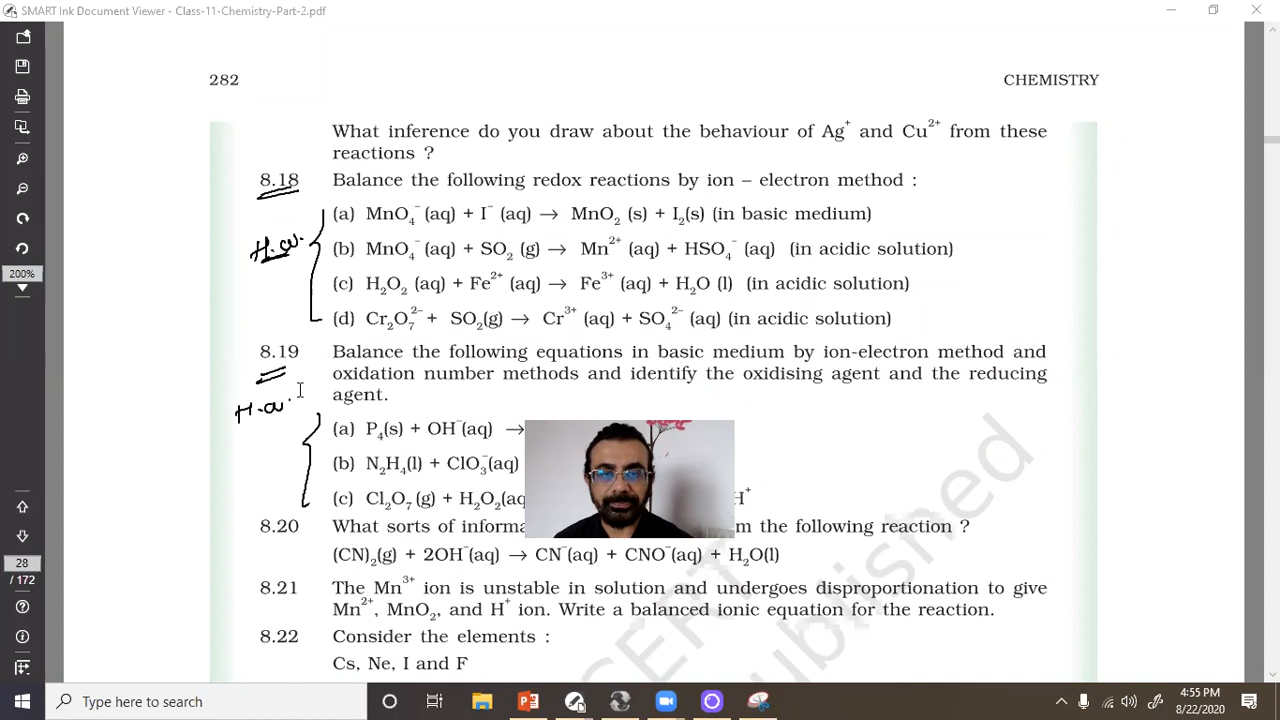 SMART Ink Document Viewer - Class-11-Chemistry-Part-2.pdf
282 CHEMISTRY
What inference do you draw about the behaviour of Ag⁺ and Cu²⁺ from these
reactions ?
8.18 Balance the following redox reactions by ion – electron method :
(a) MnO₄⁻ (aq) + I⁻ (aq) → MnO₂ (s) + I₂(s) (in basic medium)
H.W.
(b) MnO₄⁻ (aq) + SO₂ (g) → Mn²⁺ (aq) + HSO₄⁻ (aq) (in acidic solution)
200%
(c) H₂O₂ (aq) + Fe²⁺ (aq) → Fe³⁺ (aq) + H₂O (l) (in acidic solution)
(d) Cr₂O₇²⁻ + SO₂(g) → Cr³⁺ (aq) + SO₄²⁻ (aq) (in acidic solution)
8.19 Balance the following equations in basic medium by ion-electron method and
oxidation number methods and identify the oxidising agent and the reducing
agent.
H.W.
(a) P₄(s) + OH⁻(aq) →
(b) N₂H₄(l) + ClO₃⁻(aq)
(c) Cl₂O₇ (g) + H₂O₂(aq H⁺
8.20 What sorts of informa m the following reaction ?
(CN)₂(g) + 2OH⁻(aq) → CN⁻(aq) + CNO⁻(aq) + H₂O(l)
28
/ 172
8.21 The Mn³⁺ ion is unstable in solution and undergoes disproportionation to give
Mn²⁺, MnO₂, and H⁺ ion. Write a balanced ionic equation for the reaction.
8.22 Consider the elements :
Cs, Ne, I and F
Type here to search
4:55 PM
8/22/2020